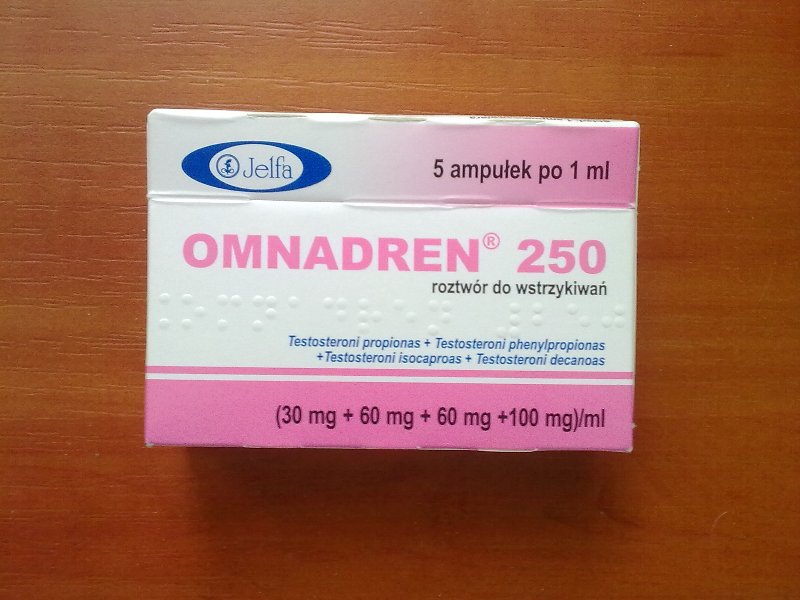 Jelfa
5 ampułek po 1 ml
OMNADREN® 250
roztwór do wstrzykiwań
Testosteroni propionas + Testosteroni phenylpropionas
+Testosteroni isocaproas + Testosteroni decanoas
(30 mg + 60 mg + 60 mg +100 mg)/ml